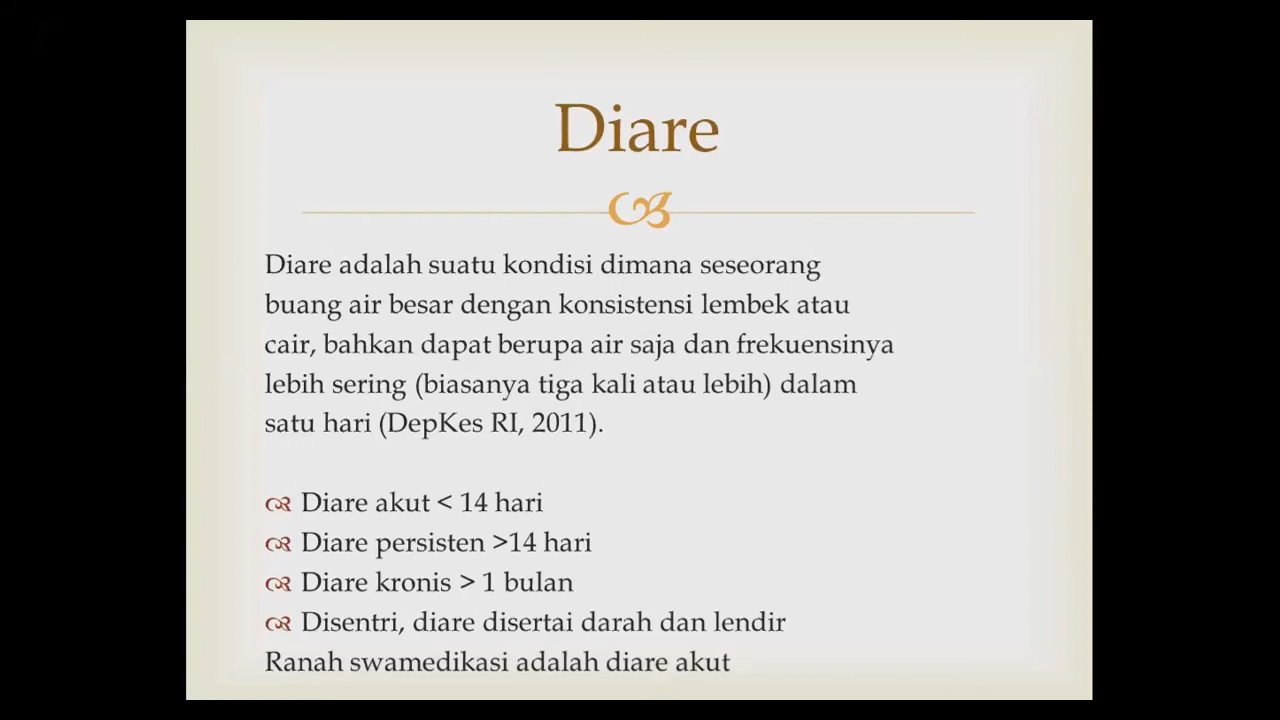 Diare
Diare adalah suatu kondisi dimana seseorang
buang air besar dengan konsistensi lembek atau
cair, bahkan dapat berupa air saja dan frekuensinya
lebih sering (biasanya tiga kali atau lebih) dalam
satu hari (DepKes RI, 2011).
Diare akut < 14 hari
Diare persisten >14 hari
Diare kronis > 1 bulan
Disentri, diare disertai darah dan lendir
Ranah swamedikasi adalah diare akut